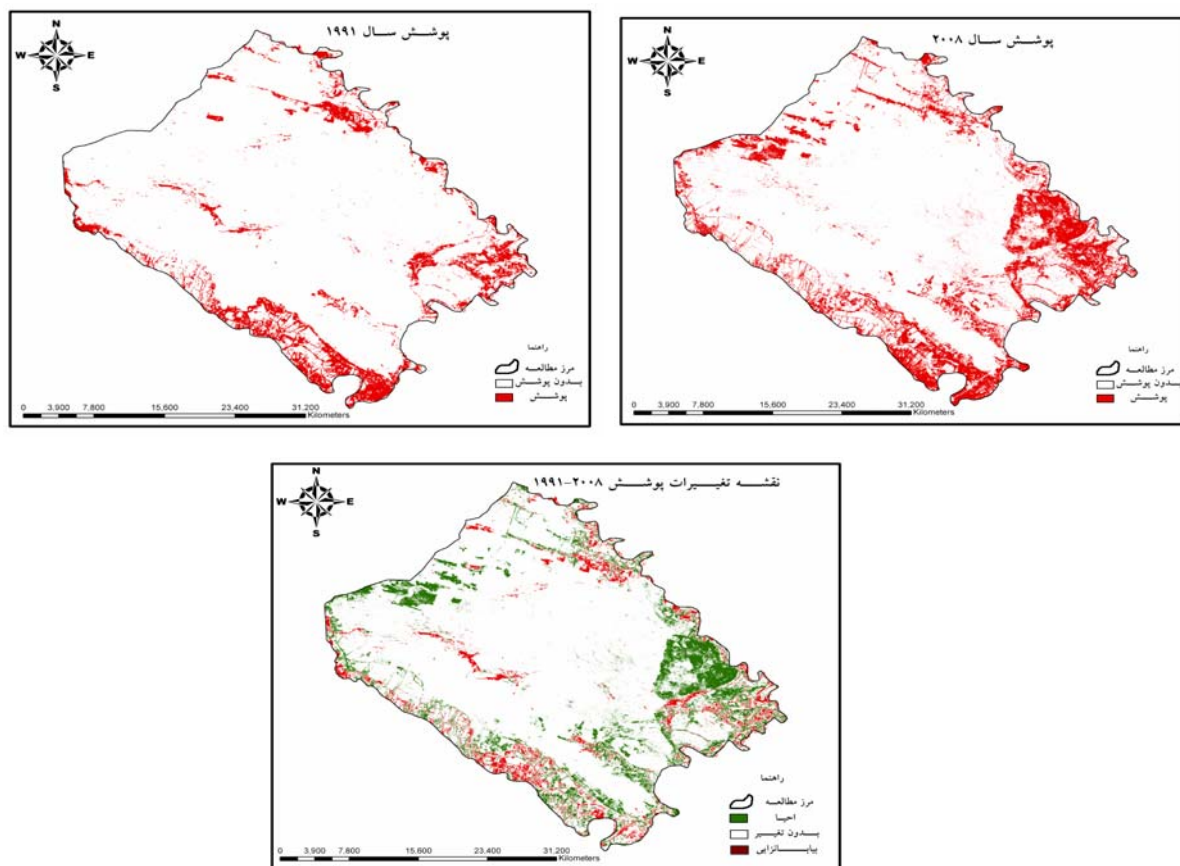 پوشش سال ۱۹۹۱
N
W E
S
راهنما
مرز مطالعه
بدون پوشش
پوشش
0 3.900 7.800 15.600 23.400 31.200
Kilometers
پوشش سال ۲۰۰۸
N
W E
S
راهنما
مرز مطالعه
بدون پوشش
پوشش
0 3.900 7.800 15.600 23.400 31.200
Kilometers
نقشه تغییرات پوشش ۲۰۰۸-۱۹۹۱
N
W E
S
راهنما
مرز مطالعه
احیا
بدون تغییر
بیابانزایی
0 3.900 7.800 15.600 23.400 31.200
Kilometers